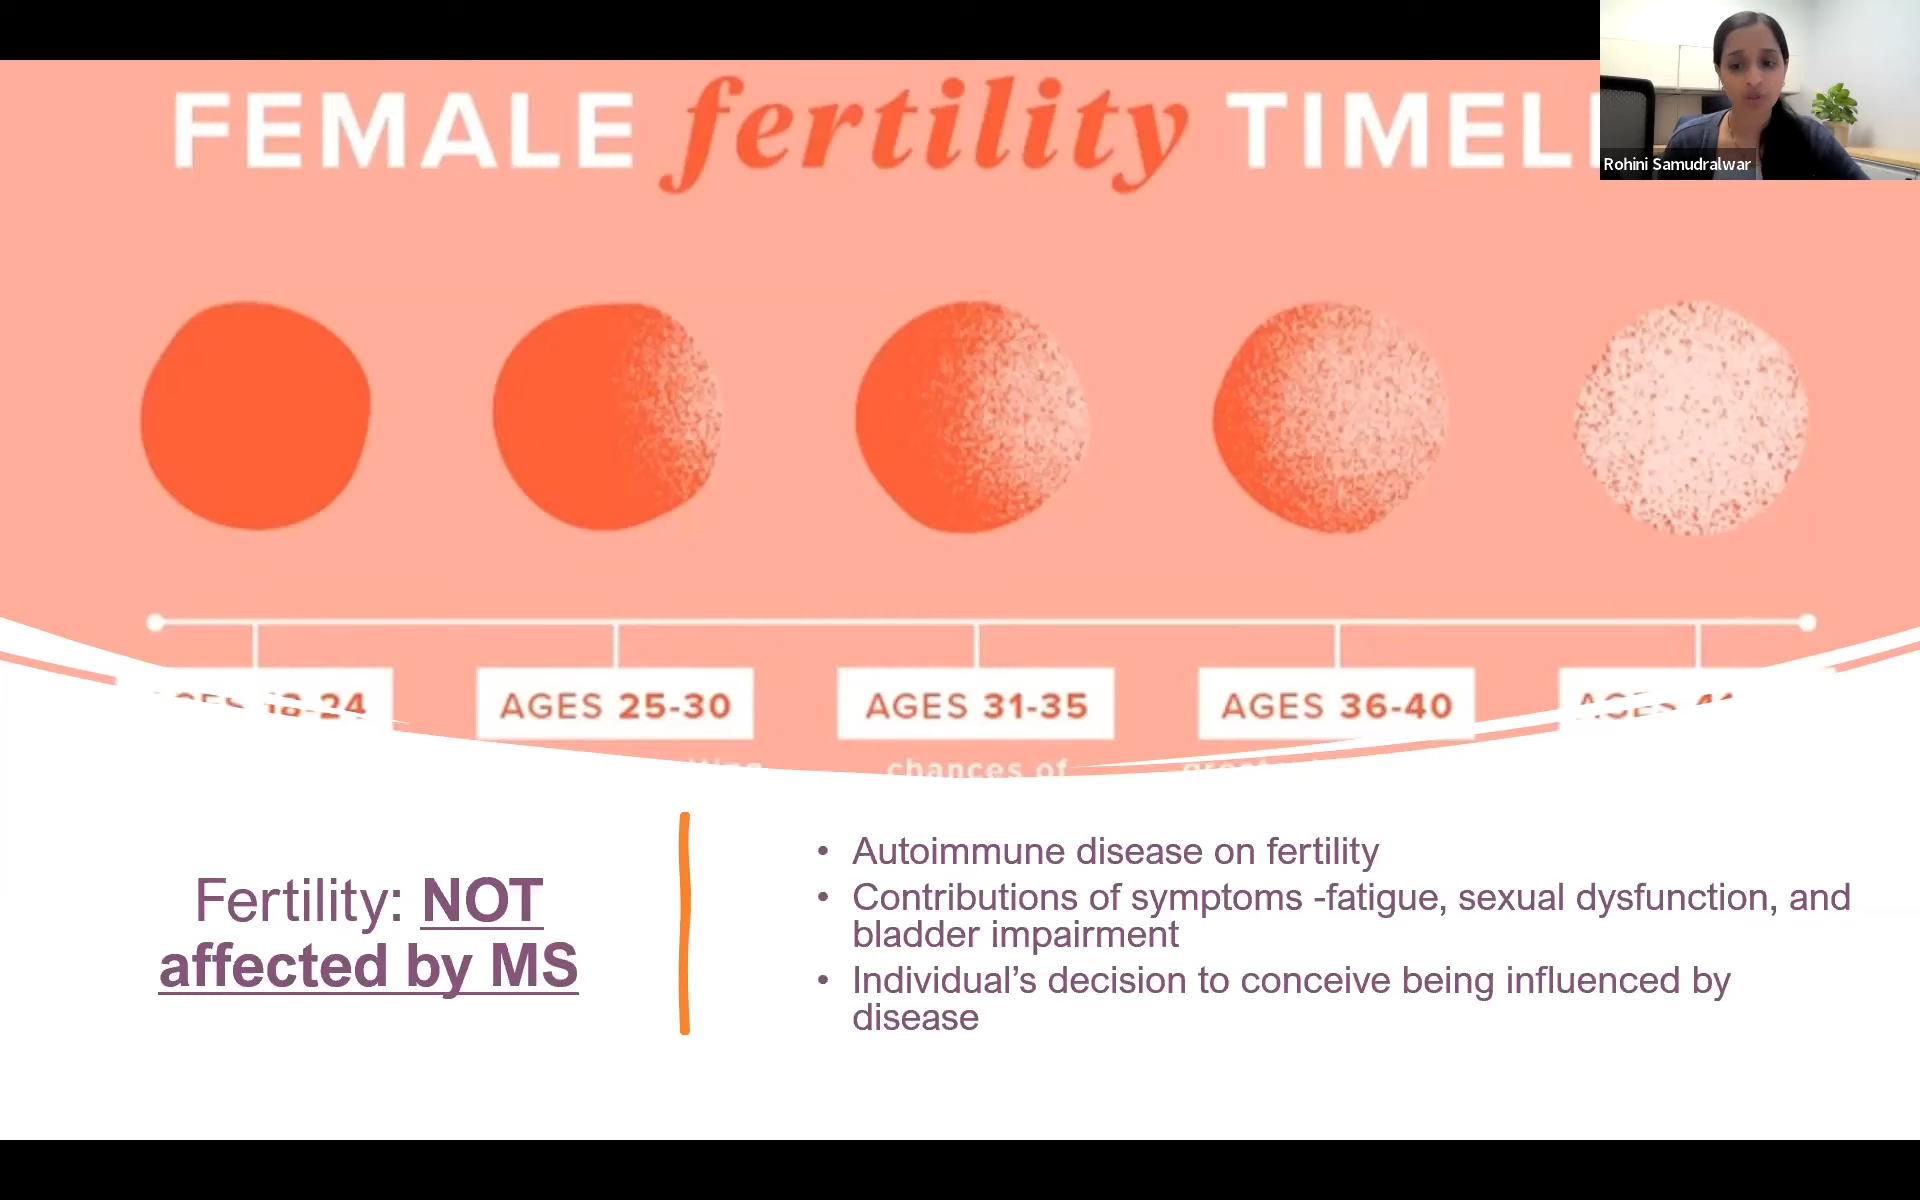 FEMALE fertility
Rohini Samudralwar
AGES 25-30
AGES 31-35
AGES 36-40
chances of
Fertility: NOT
affected by MS
• Autoimmune disease on fertility
• Contributions of symptoms -fatigue, sexual dysfunction, and
bladder impairment
• Individual's decision to conceive being influenced by
disease